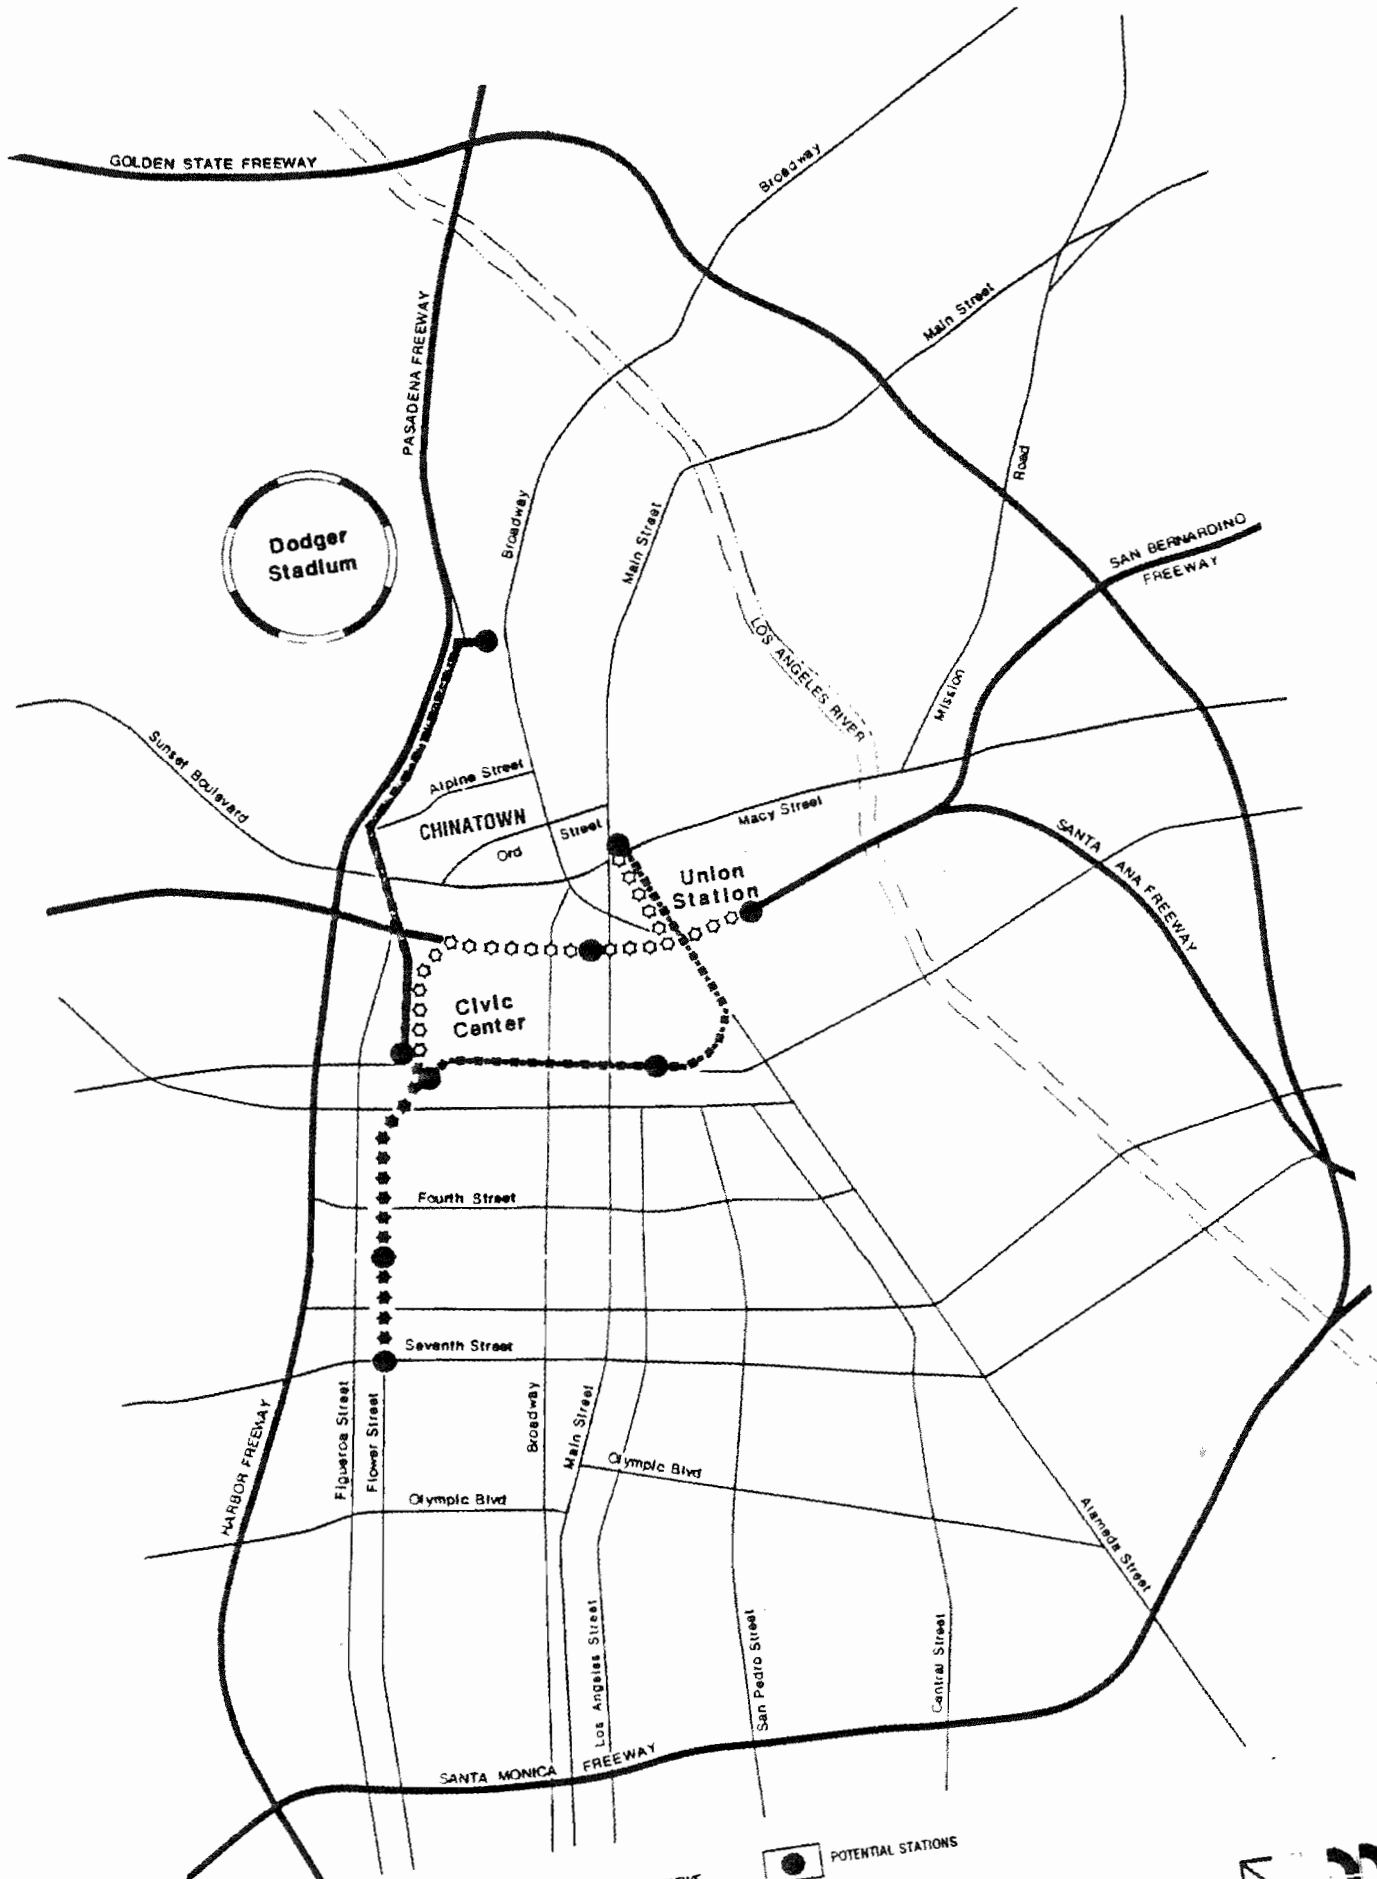 Broadway
GOLDEN STATE FREEWAY
Main Street
PASADENA FREEWAY
Road
Broadway
Main Street
SAN BERNARDINO
FREEWAY
Dodger
Stadium
LOS ANGELES RIVER
Mission
Sunset Boulevard
Alpine Street
CHINATOWN
Macy Street
Ord Street
SANTA ANA FREEWAY
Union
Station
Civic
Center
Fourth Street
Seventh Street
HARBOR FREEWAY
Figueroa Street
Flower Street
Broadway
Main Street
Olympic Blvd
Olympic Blvd
Alameda Street
Los Angeles Street
San Pedro Street
Central Street
SANTA MONICA FREEWAY
POTENTIAL STATIONS